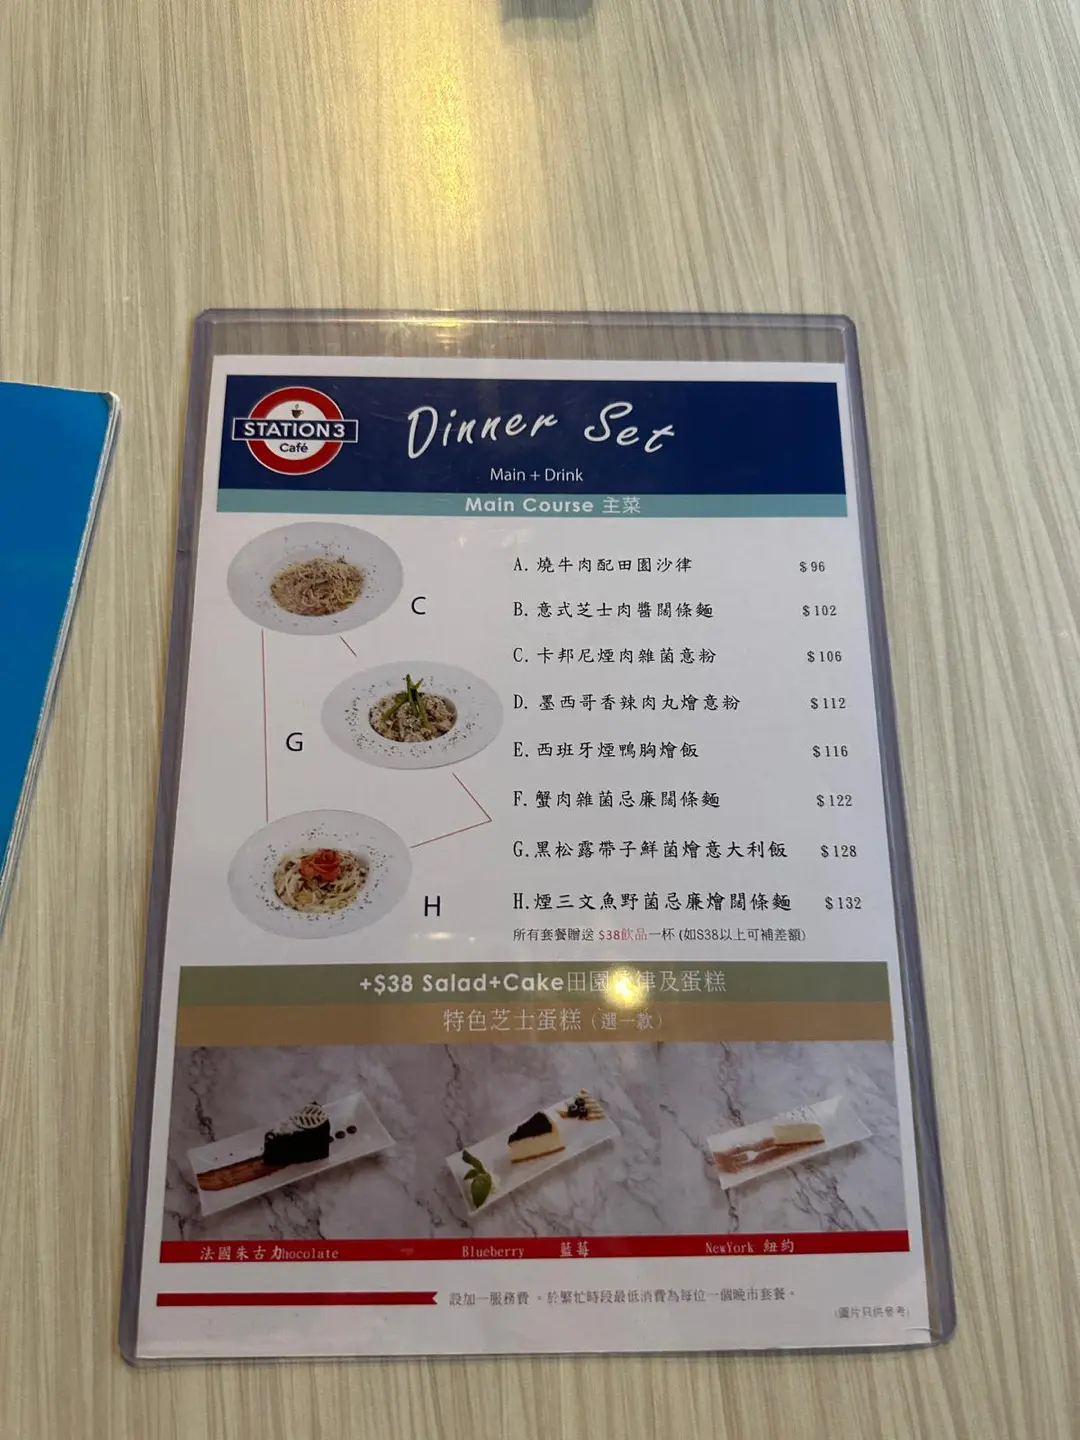 STATION 3
Café
Dinner Set
Main + Drink
Main Course 主菜
A. 燒牛肉配田園沙律 $96
B. 意式芝士肉醬闊條麵 $102
C. 卡邦尼煙肉雜菌意粉 $106
D. 墨西哥香辣肉丸燴意粉 $112
E. 西班牙煙鴨胸燴飯 $116
F. 蟹肉雜菌忌廉闊條麵 $122
G. 黑松露帶子鮮菌燴意大利飯 $128
H. 煙三文魚野菌忌廉燴闊條麵 $132
所有套餐贈送 $38飲品一杯 (如$38以上可補差額)
C
G
H
+$38 Salad+Cake田園沙律及蛋糕
特色芝士蛋糕 (選一款)
法國朱古力hocolate
Blueberry 藍莓
NewYork 紐約
設加一服務費 。於繁忙時段最低消費為每位一個晚市套餐。
(圖片只供參考)